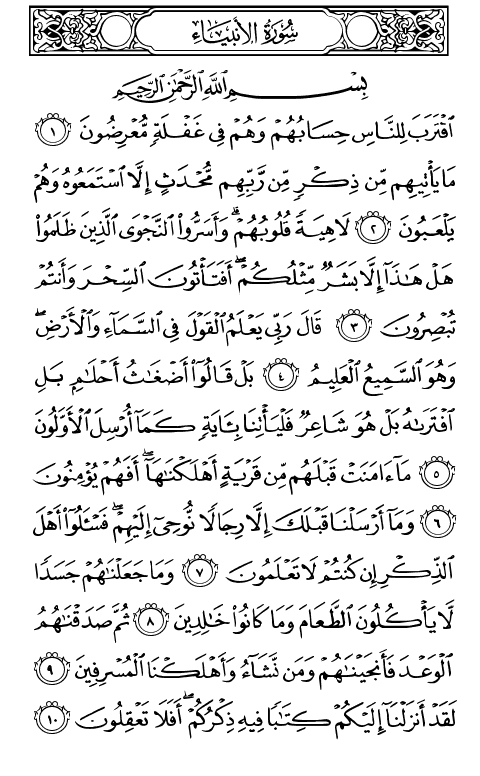 سُورَةُ الأَنبِيَاء
بِسْمِ ٱللَّهِ ٱلرَّحْمَٰنِ ٱلرَّحِيمِ
ٱقْتَرَبَ لِلنَّاسِ حِسَابُهُمْ وَهُمْ فِى غَفْلَةٍ مُّعْرِضُونَ ١
مَا يَأْتِيهِم مِّن ذِكْرٍ مِّن رَّبِّهِم مُّحْدَثٍ إِلَّا ٱسْتَمَعُوهُ وَهُمْ
يَلْعَبُونَ ٢ لَاهِيَةً قُلُوبُهُمْ ۗ وَأَسَرُّوا۟ ٱلنَّجْوَى ٱلَّذِينَ ظَلَمُوا۟
هَلْ هَٰذَآ إِلَّا بَشَرٌ مِّثْلُكُمْ ۖ أَفَتَأْتُونَ ٱلسِّحْرَ وَأَنتُمْ
تُبْصِرُونَ ٣ قَالَ رَبِّى يَعْلَمُ ٱلْقَوْلَ فِى ٱلسَّمَآءِ وَٱلْأَرْضِ ۖ
وَهُوَ ٱلسَّمِيعُ ٱلْعَلِيمُ ٤ بَلْ قَالُوٓا۟ أَضْغَٰثُ أَحْلَٰمٍۭ بَلِ
ٱفْتَرَىٰهُ بَلْ هُوَ شَاعِرٌ فَلْيَأْتِنَا بِـَٔايَةٍ كَمَآ أُرْسِلَ ٱلْأَوَّلُونَ
٥ مَآ ءَامَنَتْ قَبْلَهُم مِّن قَرْيَةٍ أَهْلَكْنَٰهَآ ۖ أَفَهُمْ يُؤْمِنُونَ
٦ وَمَآ أَرْسَلْنَا قَبْلَكَ إِلَّا رِجَالًا نُّوحِىٓ إِلَيْهِمْ ۖ فَسْـَٔلُوٓا۟ أَهْلَ
ٱلذِّكْرِ إِن كُنتُمْ لَا تَعْلَمُونَ ٧ وَمَا جَعَلْنَٰهُمْ جَسَدًا
لَّا يَأْكُلُونَ ٱلطَّعَامَ وَمَا كَانُوا۟ خَٰلِدِينَ ٨ ثُمَّ صَدَقْنَٰهُمُ
ٱلْوَعْدَ فَأَنجَيْنَٰهُمْ وَمَن نَّشَآءُ وَأَهْلَكْنَا ٱلْمُسْرِفِينَ ٩
لَقَدْ أَنزَلْنَآ إِلَيْكُمْ كِتَٰبًا فِيهِ ذِكْرُكُمْ ۖ أَفَلَا تَعْقِلُونَ ١٠